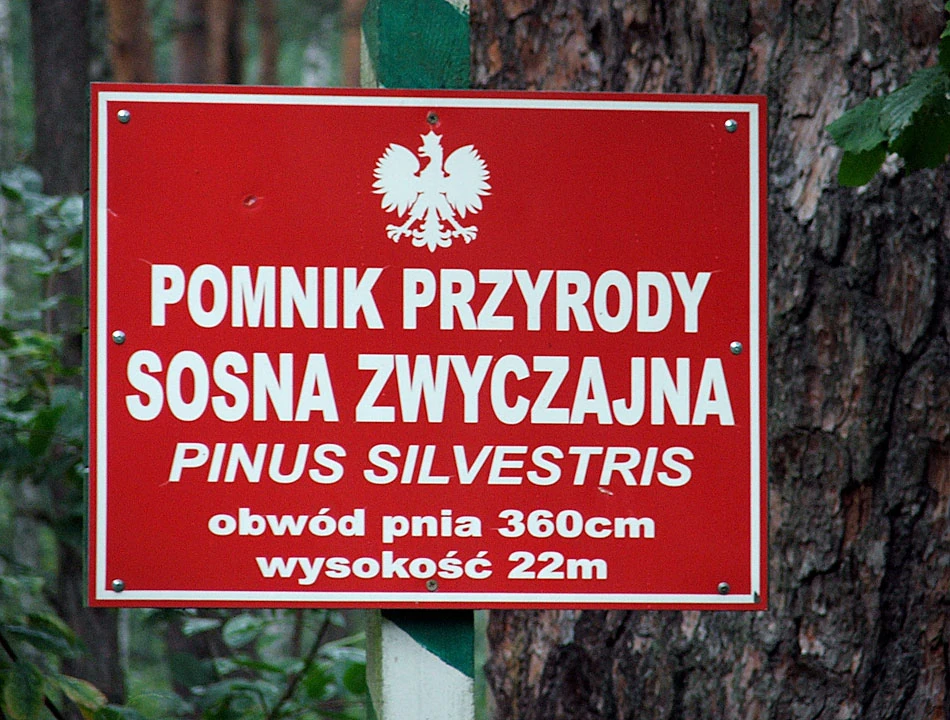 POMNIK PRZYRODY
SOSNA ZWYCZAJNA
PINUS SILVESTRIS
obwód pnia 360cm
wysokość 22m